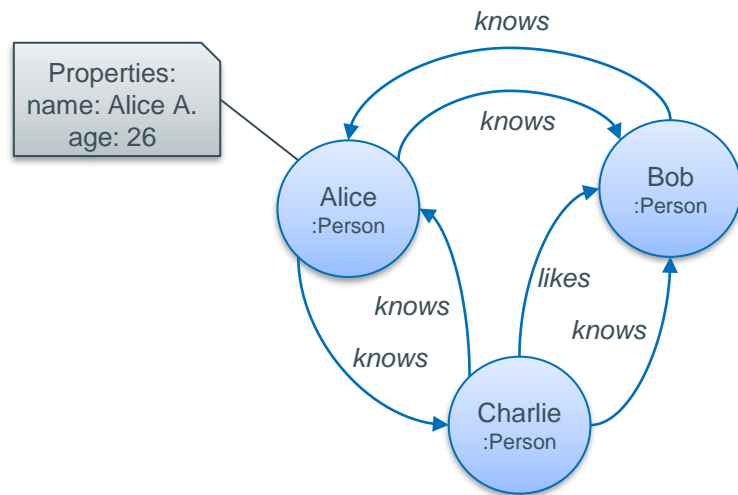 knows
Properties:
name: Alice A.
age: 26
knows
Alice
:Person
Bob
:Person
likes
knows
knows
knows
Charlie
:Person